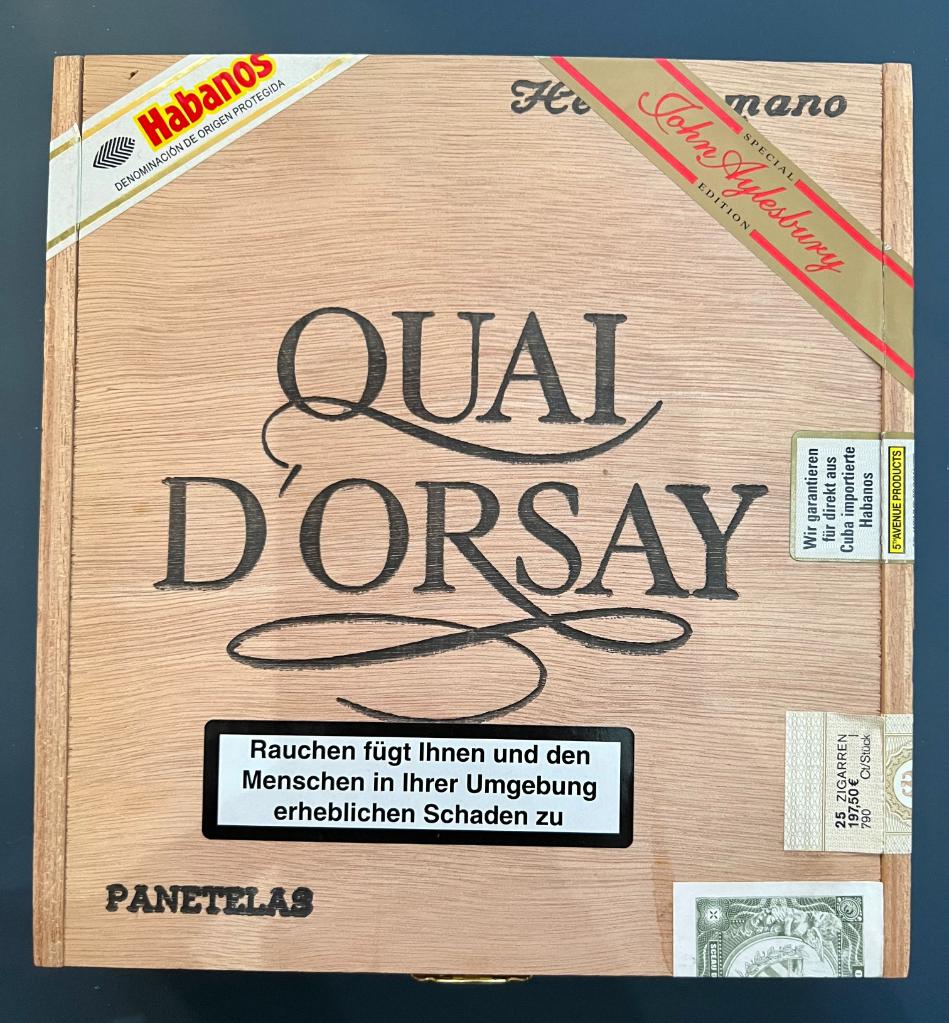 Habanos
DENOMINACIÓN DE ORIGEN PROTEGIDA
He mano
SPECIAL
John Aylesbury
EDITION
QUAI
D'ORSAY
Wir garantieren
für direkt aus
Cuba importierte
Habanos
5TH AVENUE PRODUCTS
Rauchen fügt Ihnen und den
Menschen in Ihrer Umgebung
erheblichen Schaden zu
25 ZIGARREN
197,50 €
790 Ct/Stück
PANETELAS